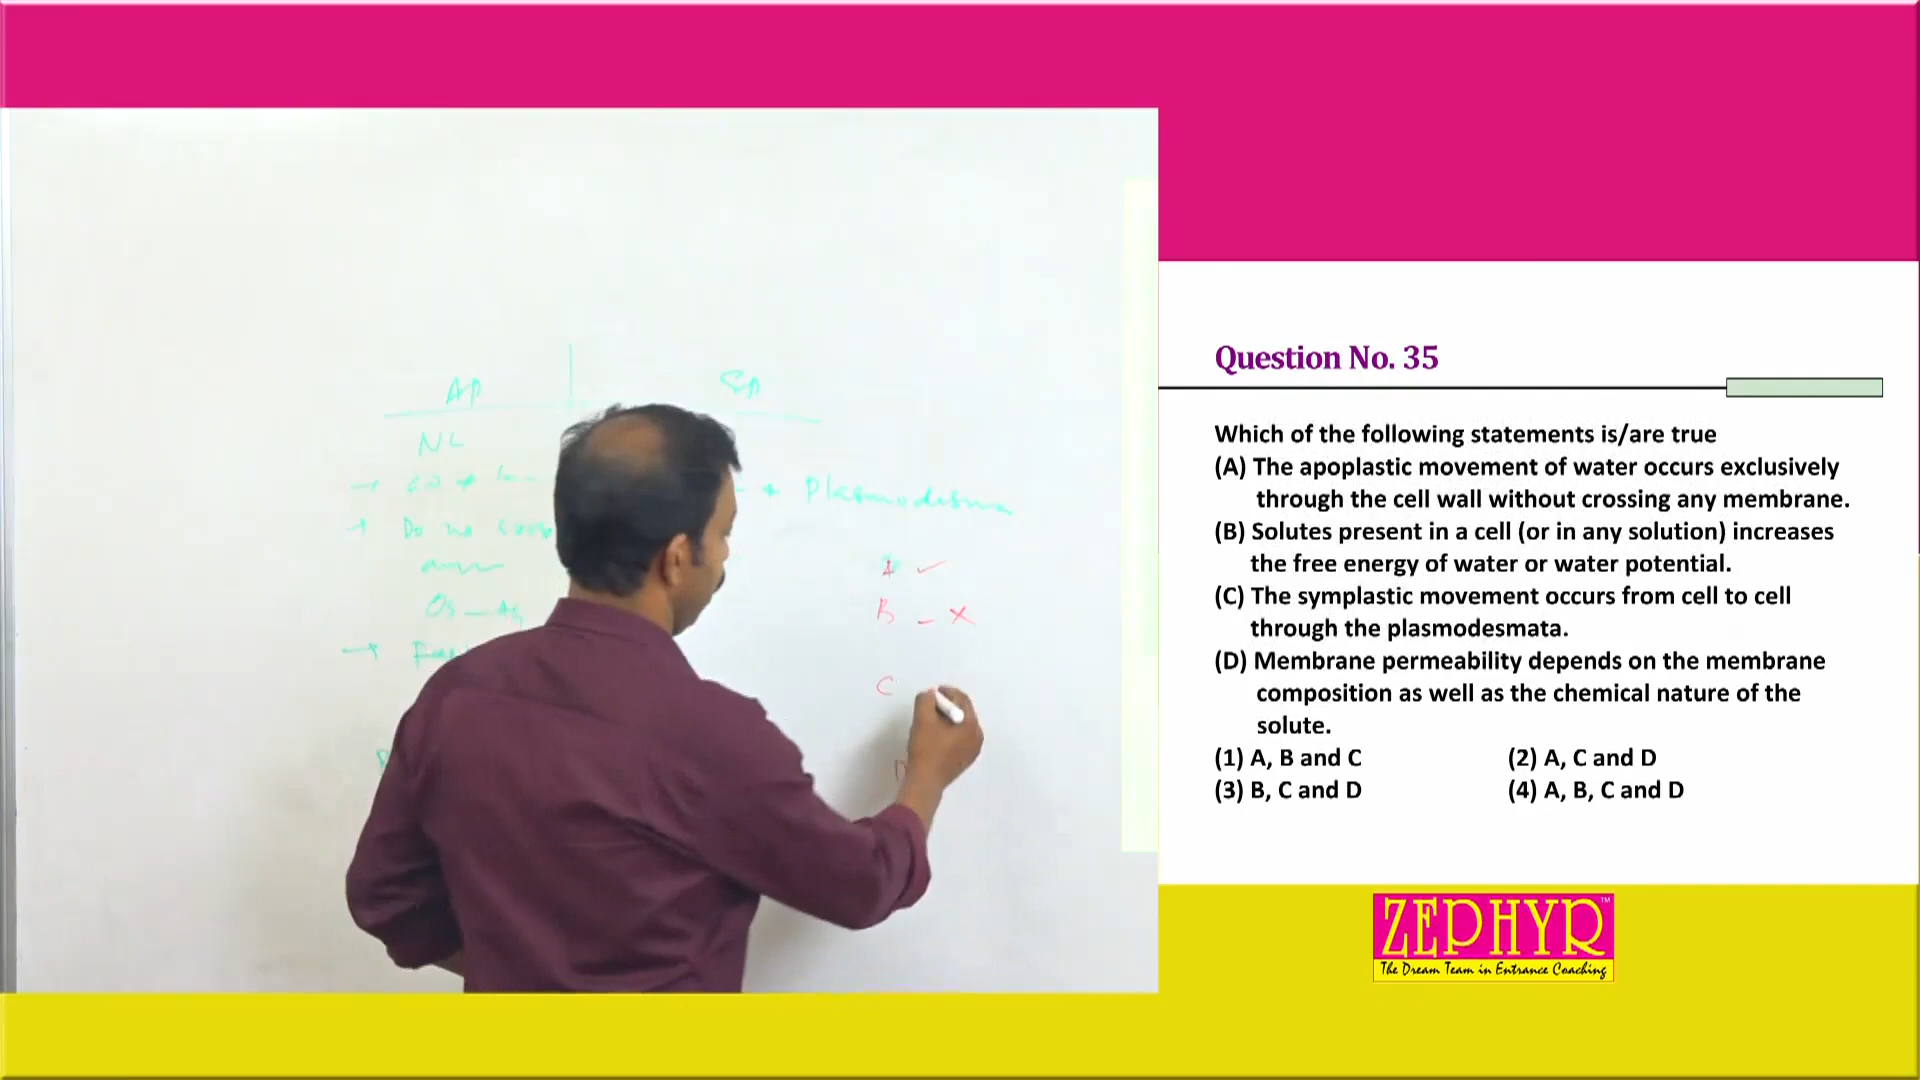 AP
SP
NL
+ Plasmodesma
Do no cross
A ✓
B - X
C
D
Question No. 35
Which of the following statements is/are true
(A) The apoplastic movement of water occurs exclusively
through the cell wall without crossing any membrane.
(B) Solutes present in a cell (or in any solution) increases
the free energy of water or water potential.
(C) The symplastic movement occurs from cell to cell
through the plasmodesmata.
(D) Membrane permeability depends on the membrane
composition as well as the chemical nature of the
solute.
(1) A, B and C (2) A, C and D
(3) B, C and D (4) A, B, C and D
ZEPHYR™
The Dream Team in Entrance Coaching